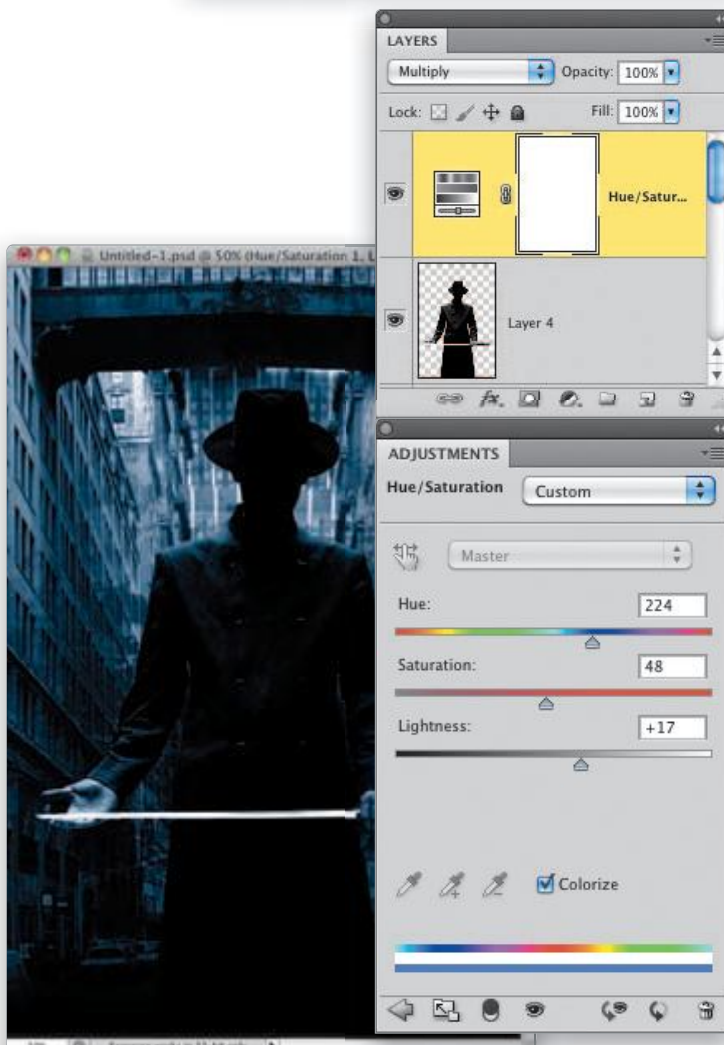 LAYERS
Multiply Opacity: 100%
Lock: Fill: 100%
Hue/Satur...
Layer 4
Untitled-1.psd @ 50% (Hue/Saturation 1, L
ADJUSTMENTS
Hue/Saturation Custom
Master
Hue: 224
Saturation: 48
Lightness: +17
Colorize